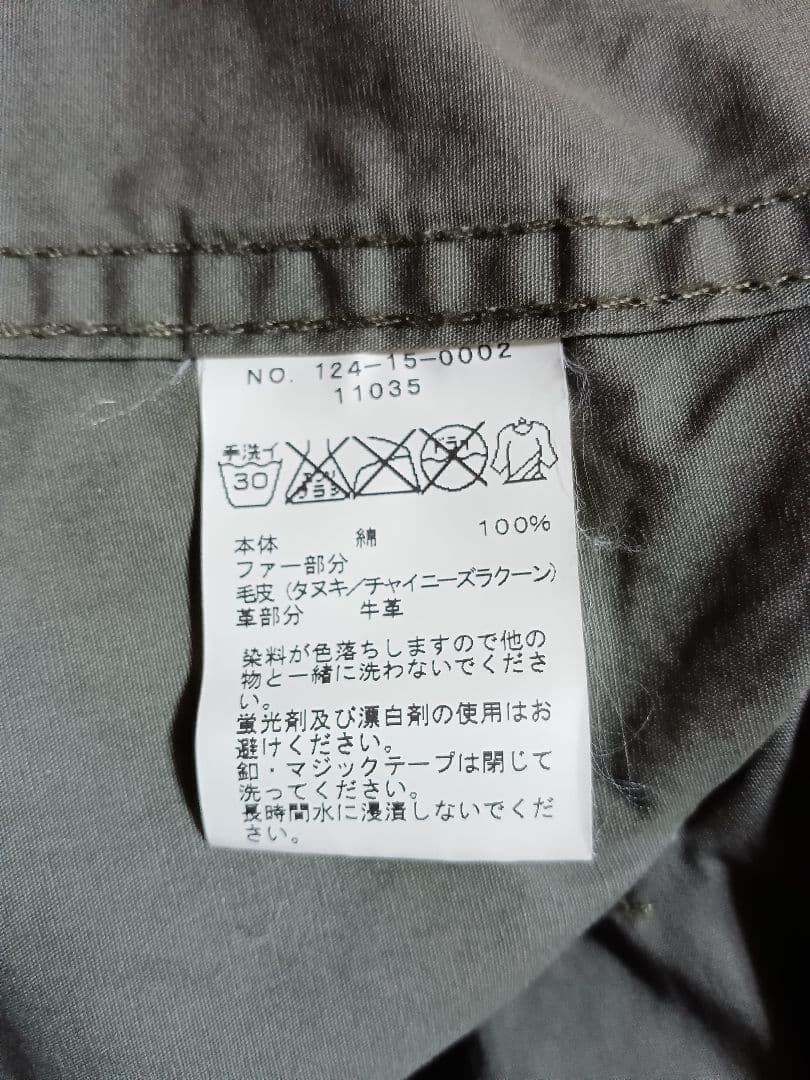 NO. 124-15-0002
11035
手洗イ
30
エンソ
サラシ
ドライ
本体 綿 100%
ファー部分
毛皮(タヌキ/チャイニーズラクーン)
革部分 牛革
染料が色落ちしますので他の
物と一緒に洗わないでくださ
い。
蛍光剤及び漂白剤の使用はお
避けください。
釦・マジックテープは閉じて
洗ってください。
長時間水に浸漬しないでくだ
さい。